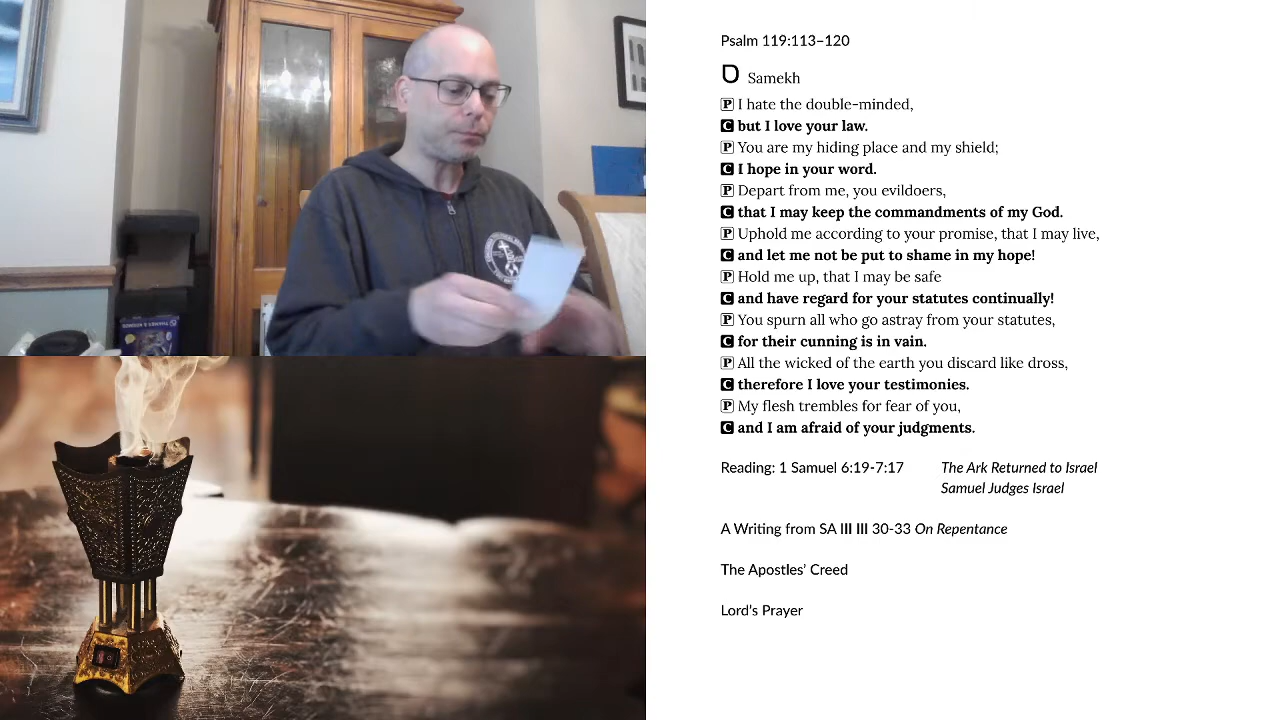 Psalm 119:113–120
ס Samekh
P I hate the double-minded,
C but I love your law.
P You are my hiding place and my shield;
C I hope in your word.
P Depart from me, you evildoers,
C that I may keep the commandments of my God.
P Uphold me according to your promise, that I may live,
C and let me not be put to shame in my hope!
P Hold me up, that I may be safe
C and have regard for your statutes continually!
P You spurn all who go astray from your statutes,
C for their cunning is in vain.
P All the wicked of the earth you discard like dross,
C therefore I love your testimonies.
P My flesh trembles for fear of you,
C and I am afraid of your judgments.
Reading: 1 Samuel 6:19-7:17 The Ark Returned to Israel
Samuel Judges Israel
A Writing from SA III III 30-33 On Repentance
The Apostles' Creed
Lord's Prayer